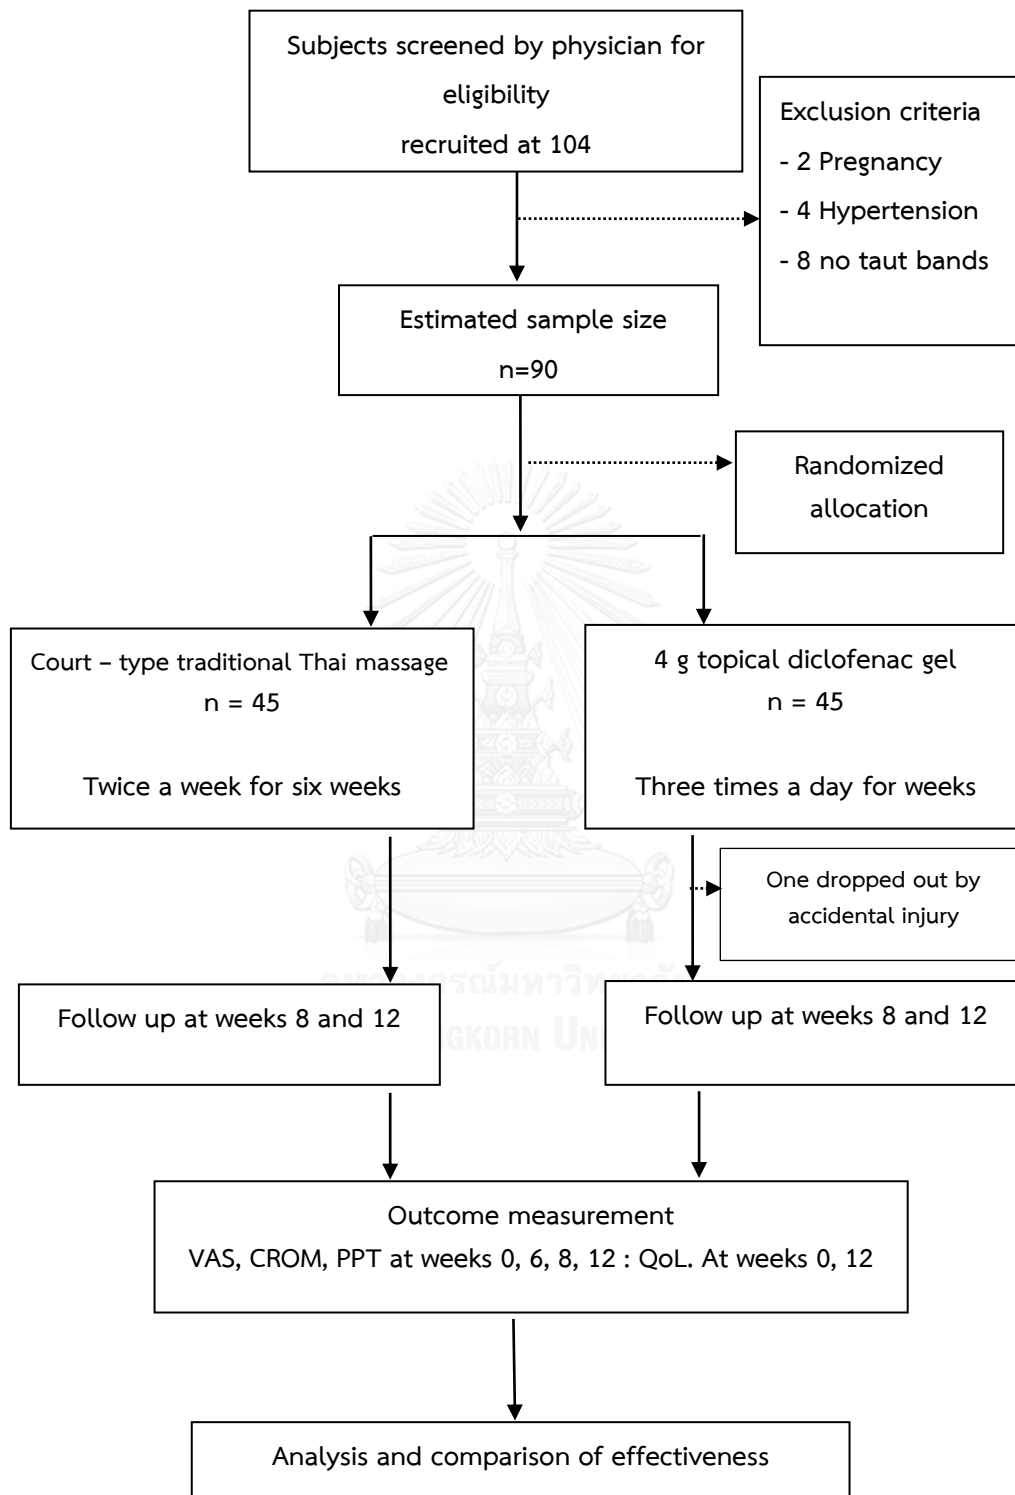 Subjects screened by physician for
eligibility
recruited at 104
Exclusion criteria
- 2 Pregnancy
- 4 Hypertension
- 8 no taut bands
Estimated sample size
n=90
Randomized
allocation
Court – type traditional Thai massage
n = 45
Twice a week for six weeks
4 g topical diclofenac gel
n = 45
Three times a day for weeks
One dropped out by
accidental injury
Follow up at weeks 8 and 12
Follow up at weeks 8 and 12
Outcome measurement
VAS, CROM, PPT at weeks 0, 6, 8, 12 : QoL. At weeks 0, 12
Analysis and comparison of effectiveness